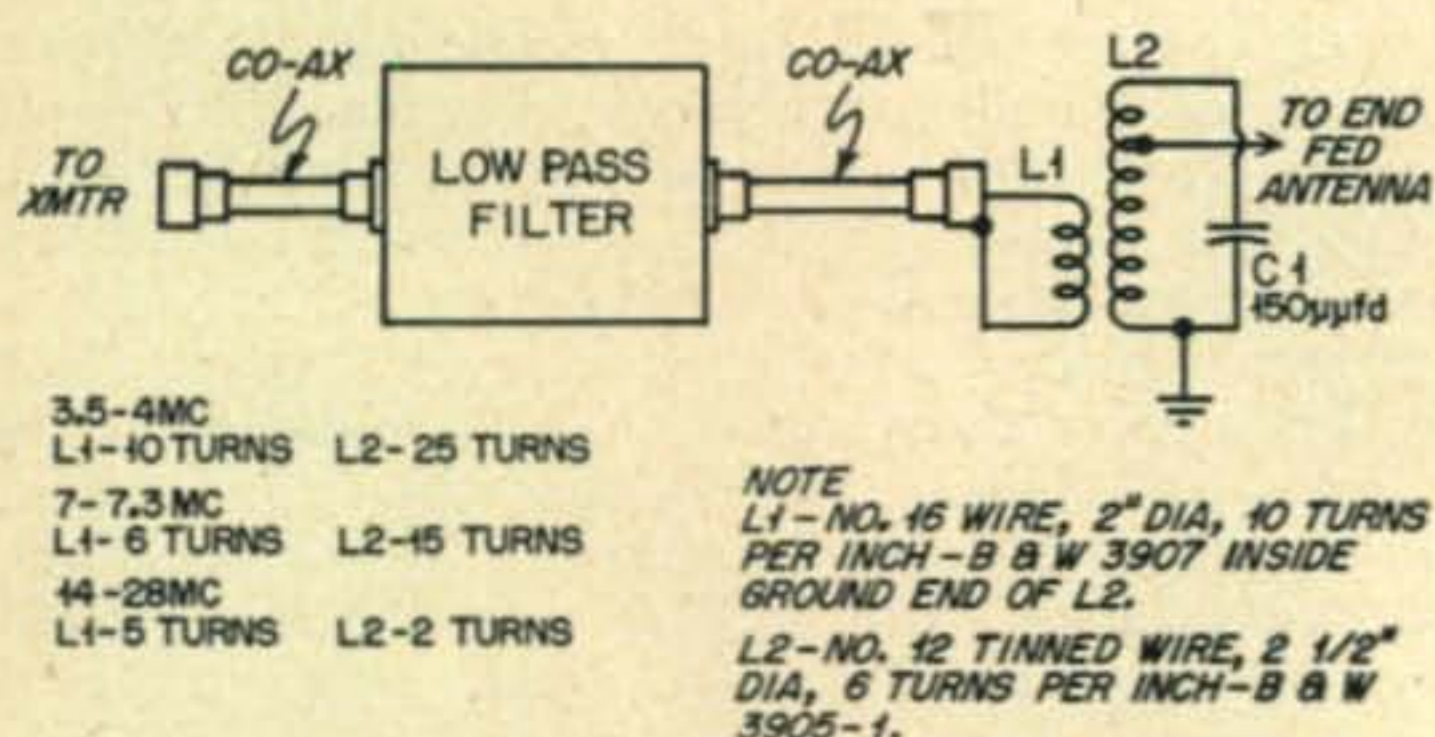 CO-AX
CO-AX
L2
TO
XMTR
LOW PASS
FILTER
L1
TO END
FED
ANTENNA
C1
150µµfd
3.5-4MC
L1-10 TURNS L2-25 TURNS
7-7.3 MC
L1-6 TURNS L2-15 TURNS
14-28MC
L1-5 TURNS L2-2 TURNS
NOTE
L1-NO. 16 WIRE, 2" DIA, 10 TURNS
PER INCH-B & W 3907 INSIDE
GROUND END OF L2.
L2-NO. 12 TINNED WIRE, 2 1/2"
DIA, 6 TURNS PER INCH-B & W
3905-1.